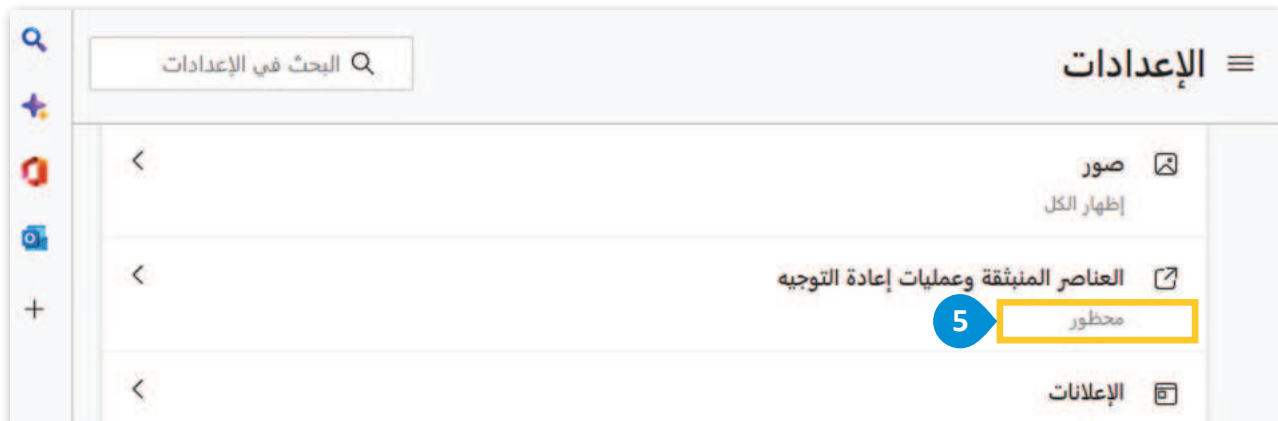 الإعدادات
البحث في الإعدادات
صور
إظهار الكل
العناصر المنبثقة وعمليات إعادة التوجيه
محظور
5
الإعلانات